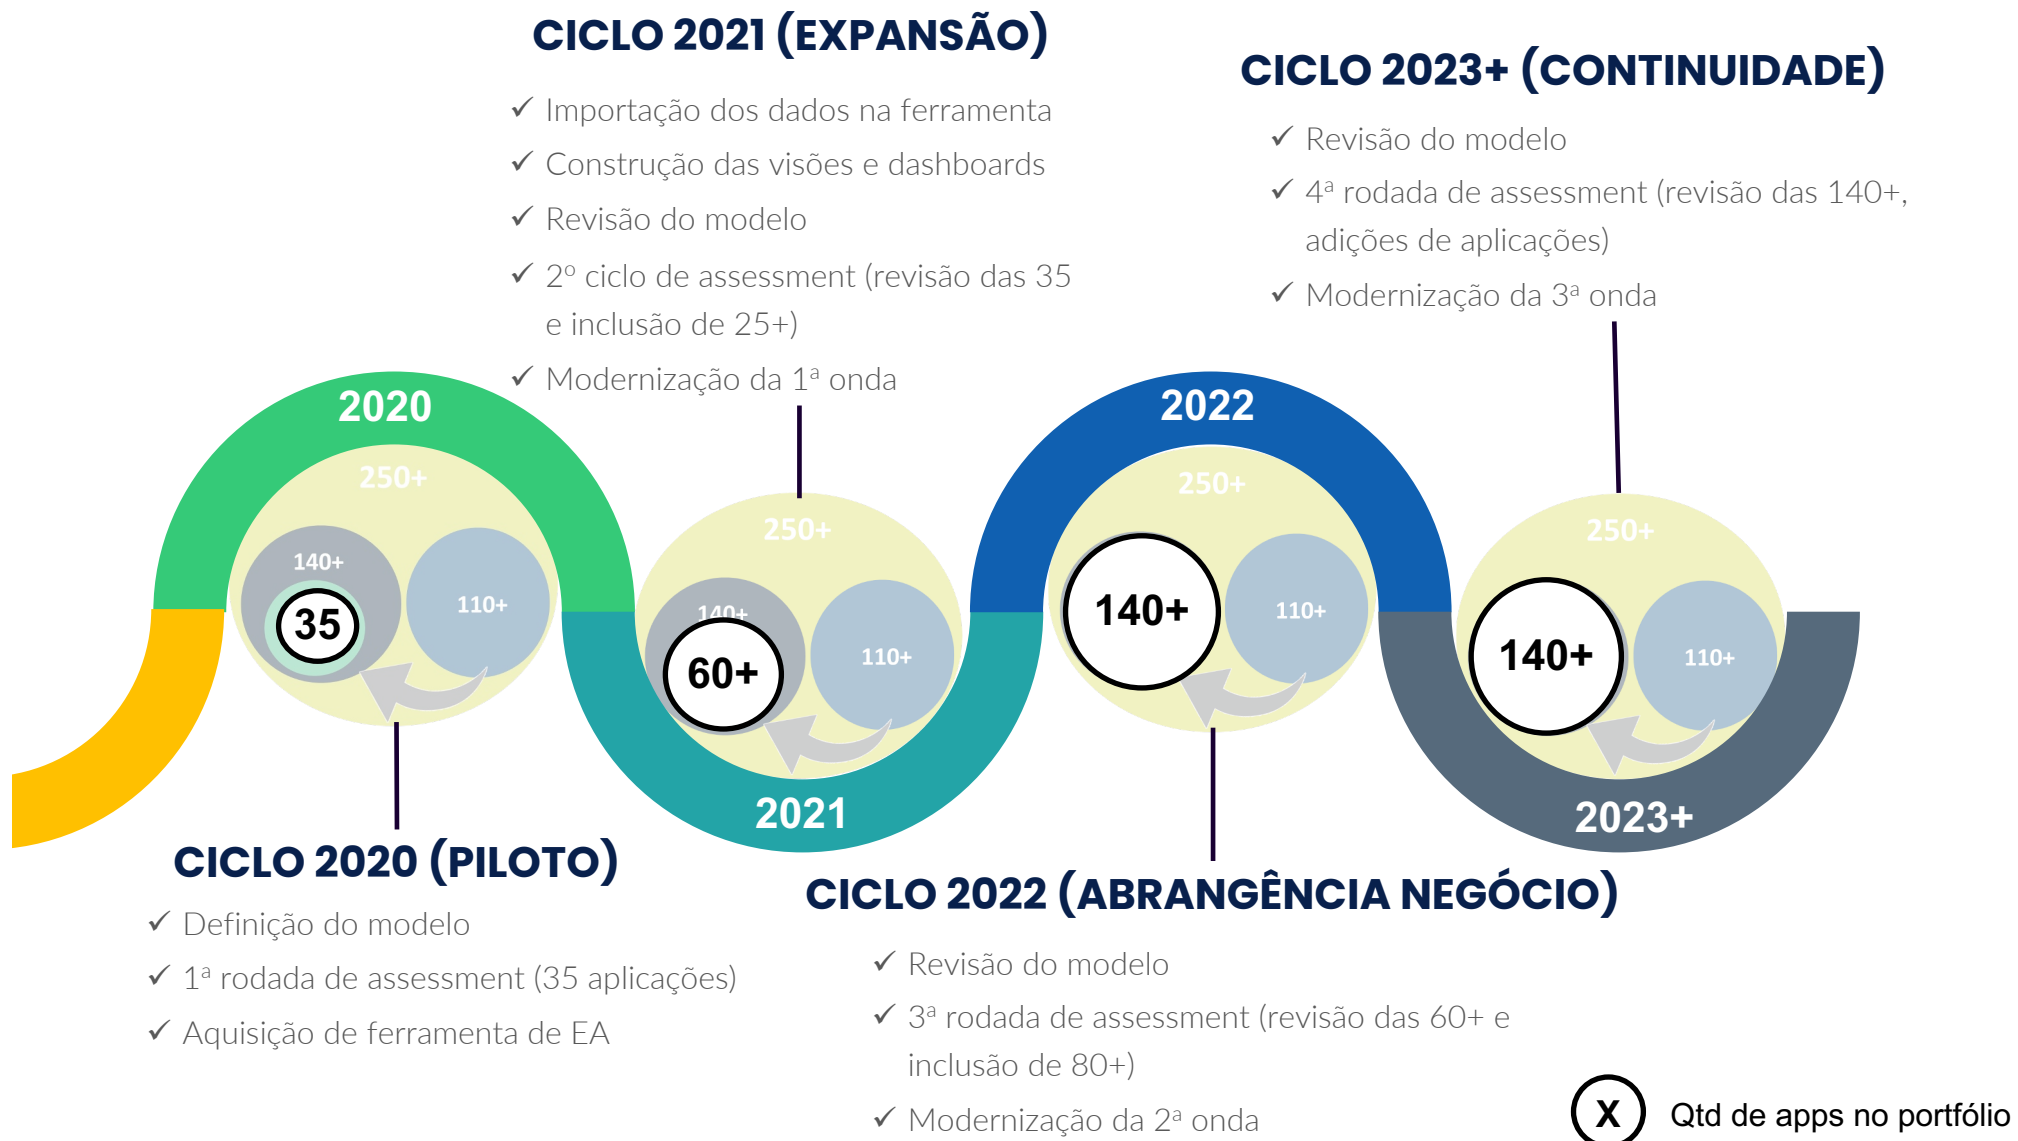 CICLO 2021 (EXPANSÃO)
✓ Importação dos dados na ferramenta
✓ Construção das visões e dashboards
✓ Revisão do modelo
✓ 2º ciclo de assessment (revisão das 35
e inclusão de 25+)
✓ Modernização da 1ª onda
CICLO 2023+ (CONTINUIDADE)
✓ Revisão do modelo
✓ 4ª rodada de assessment (revisão das 140+,
adições de aplicações)
✓ Modernização da 3ª onda
2020
250+
140+
35
110+
250+
140+
60+
110+
2021
2022
250+
140+
110+
250+
140+
110+
2023+
CICLO 2020 (PILOTO)
✓ Definição do modelo
✓ 1ª rodada de assessment (35 aplicações)
✓ Aquisição de ferramenta de EA
CICLO 2022 (ABRANGÊNCIA NEGÓCIO)
✓ Revisão do modelo
✓ 3ª rodada de assessment (revisão das 60+ e
inclusão de 80+)
✓ Modernização da 2ª onda
X Qtd de apps no portfólio